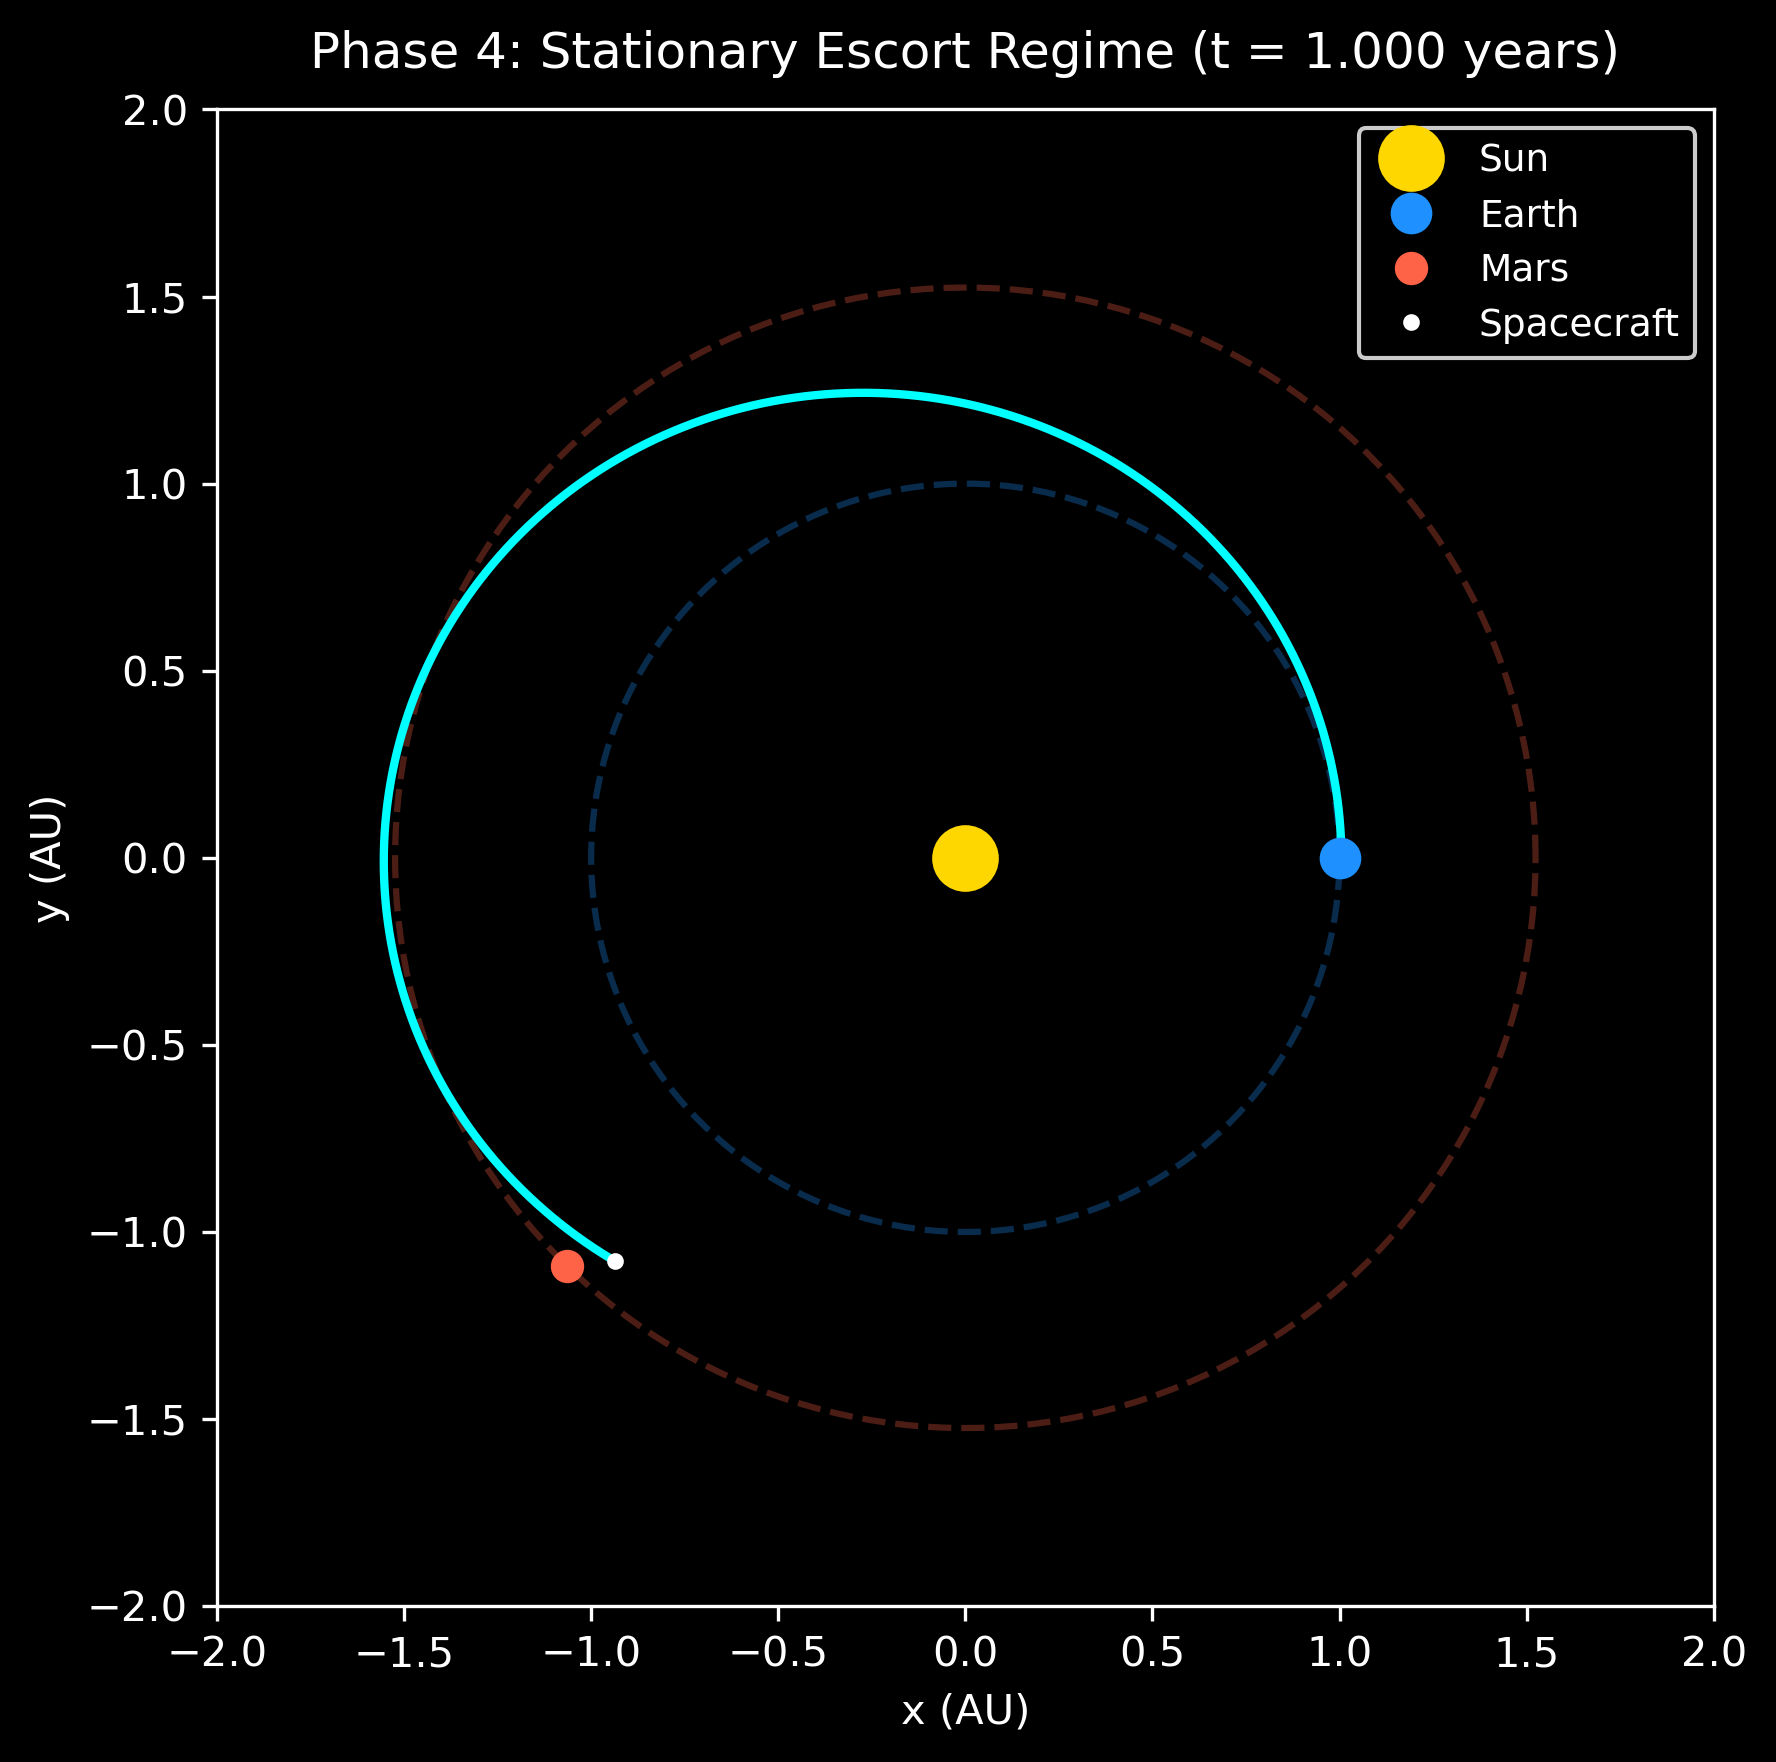 Phase 4: Stationary Escort Regime (t = 1.000 years)
Sun
Earth
Mars
Spacecraft
2.0
1.5
1.0
0.5
0.0
−0.5
−1.0
−1.5
−2.0
y (AU)
−2.0 −1.5 −1.0 −0.5 0.0 0.5 1.0 1.5 2.0
x (AU)